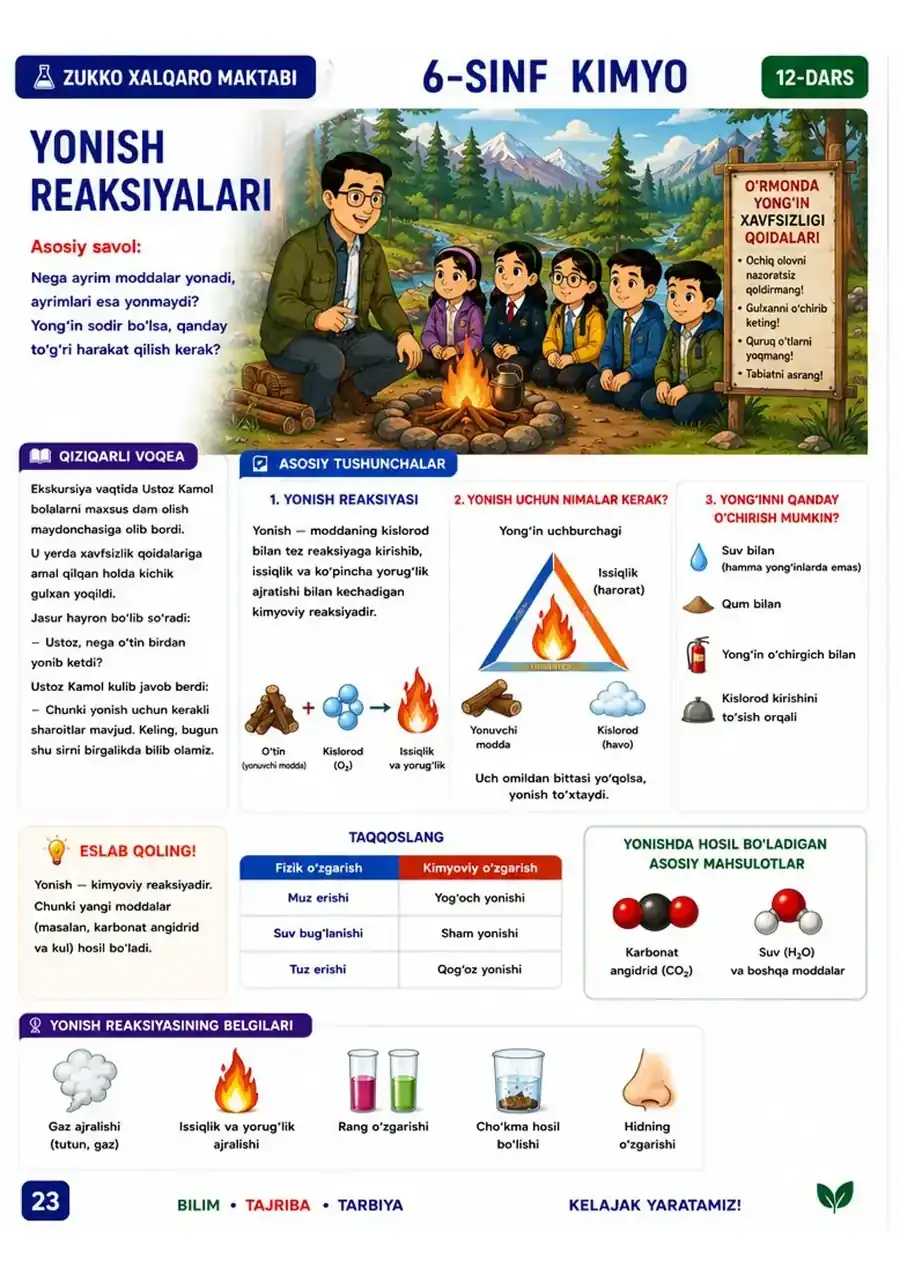 ZUKKO XALQARO MAKTABI
6-SINF KIMYO
12-DARS
YONISH
REAKSIYALARI
Asosiy savol:
Nega ayrim moddalar yonadi,
ayrimlari esa yonmaydi?
Yong‘in sodir bo‘lsa, qanday
to‘g‘ri harakat qilish kerak?
O‘RMONDA
YONG‘IN
XAVFSIZLIGI
QOIDALARI
• Ochiq olovni
nazoratsiz
qoldirmang!
• Gulxanni o‘chirib
keting!
• Quruq o‘tlarni
yoqmang!
• Tabiatni asrang!
QIZIQARLI VOQEA
Ekskursiya vaqtida Ustoz Kamol
bolalarni maxsus dam olish
maydonchasiga olib bordi.
U yerda xavfsizlik qoidalariga
amal qilqan holda kichik
gulxan yoqildi.
Jasur hayron bo‘lib so‘radi:
– Ustoz, nega o‘tin birdan
yonib ketdi?
Ustoz Kamol kulib javob berdi:
– Chunki yonish uchun kerakli
sharoitlar mavjud. Keling, bugun
shu sirni birgalikda bilib olamiz.
ASOSIY TUSHUNCHALAR
1. YONISH REAKSIYASI
Yonish — moddaning kislorod
bilan tez reaksiyaga kirishib,
issiqlik va ko‘pincha yorug‘lik
ajratishi bilan kechadigan
kimyoviy reaksiyadir.
O‘tin
(yonuvchi modda)
Kislorod
(O₂)
Issiqlik
va yorug‘lik
2. YONISH UCHUN NIMALAR KERAK?
Yong‘in uchburchagi
Issiqlik
(harorat)
Yonuvchi
modda
Kislorod
(havo)
Uch omildan bittasi yo‘qolsa,
yonish to‘xtaydi.
3. YONG‘INNI QANDAY
O‘CHIRISH MUMKIN?
Suv bilan
(hamma yong‘inlarda emas)
Qum bilan
Yong‘in o‘chirgich bilan
Kislorod kirishini
to‘sish orqali
ESLAB QOLING!
Yonish — kimyoviy reaksiyadir.
Chunki yangi moddalar
(masalan, karbonat angidrid
va kul) hosil bo‘ladi.
TAQQOSLANG
Fizik o‘zgarish Kimyoviy o‘zgarish
Muz erishi Yog‘och yonishi
Suv bug‘lanishi Sham yonishi
Tuz erishi Qog‘oz yonishi
YONISHDA HOSIL BO‘LADIGAN
ASOSIY MAHSULOTLAR
Karbonat
angidrid (CO₂)
Suv (H₂O)
va boshqa moddalar
YONISH REAKSIYASINING BELGILARI
Gaz ajralishi
(tutun, gaz)
Issiqlik va yorug‘lik
ajralishi
Rang o‘zgarishi
Cho‘kma hosil
bo‘lishi
Hidning
o‘zgarishi
23
BILIM • TAJRIBA • TARBIYA
KELAJAK YARATAMIZ!